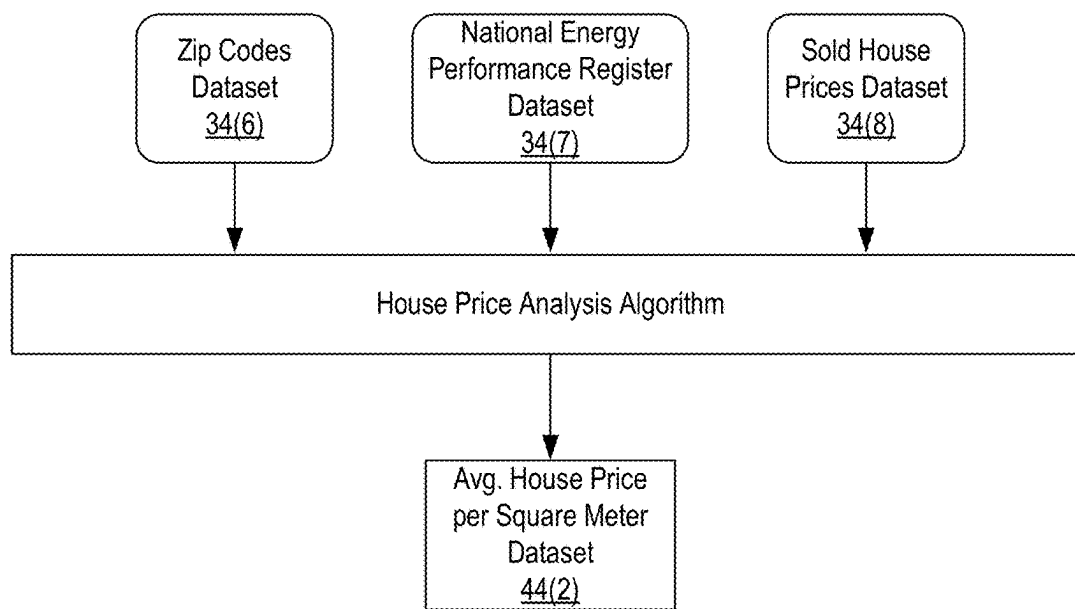 Zip Codes
Dataset
34(6)
National Energy
Performance Register
Dataset
34(7)
Sold House
Prices Dataset
34(8)
House Price Analysis Algorithm
Avg. House Price
per Square Meter
Dataset
44(2)